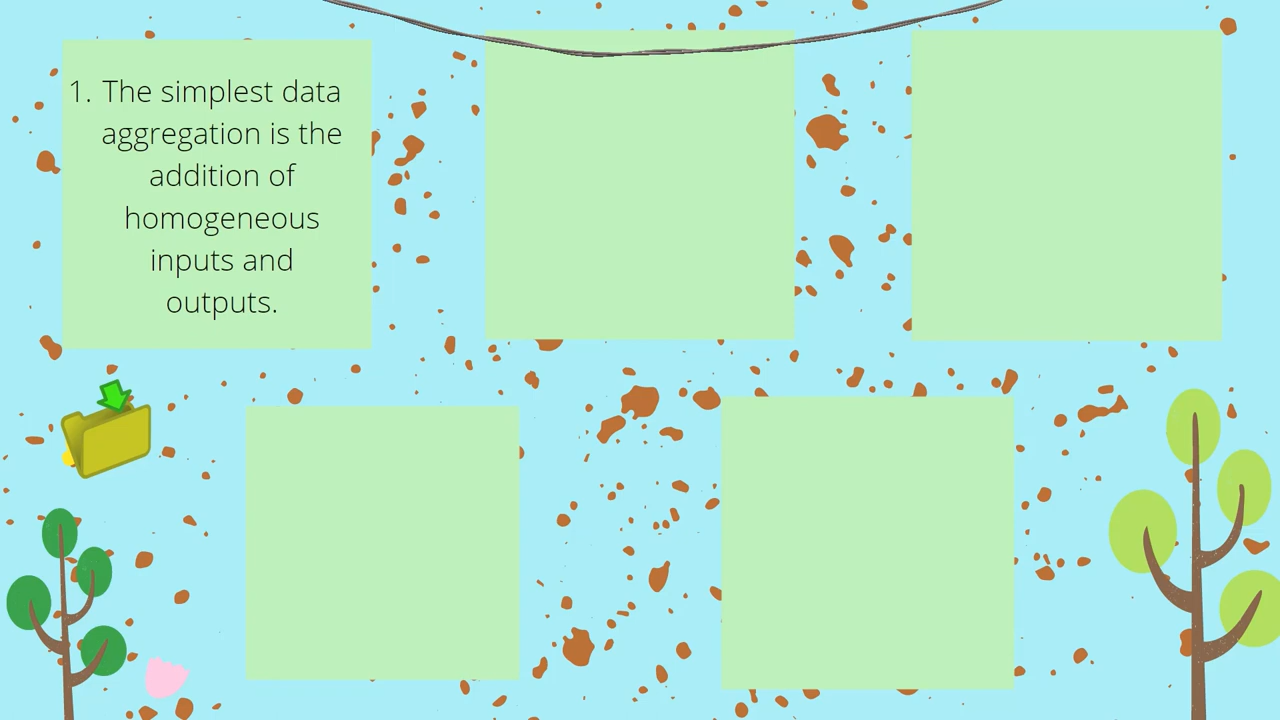 1. The simplest data
aggregation is the
addition of
homogeneous
inputs and
outputs.